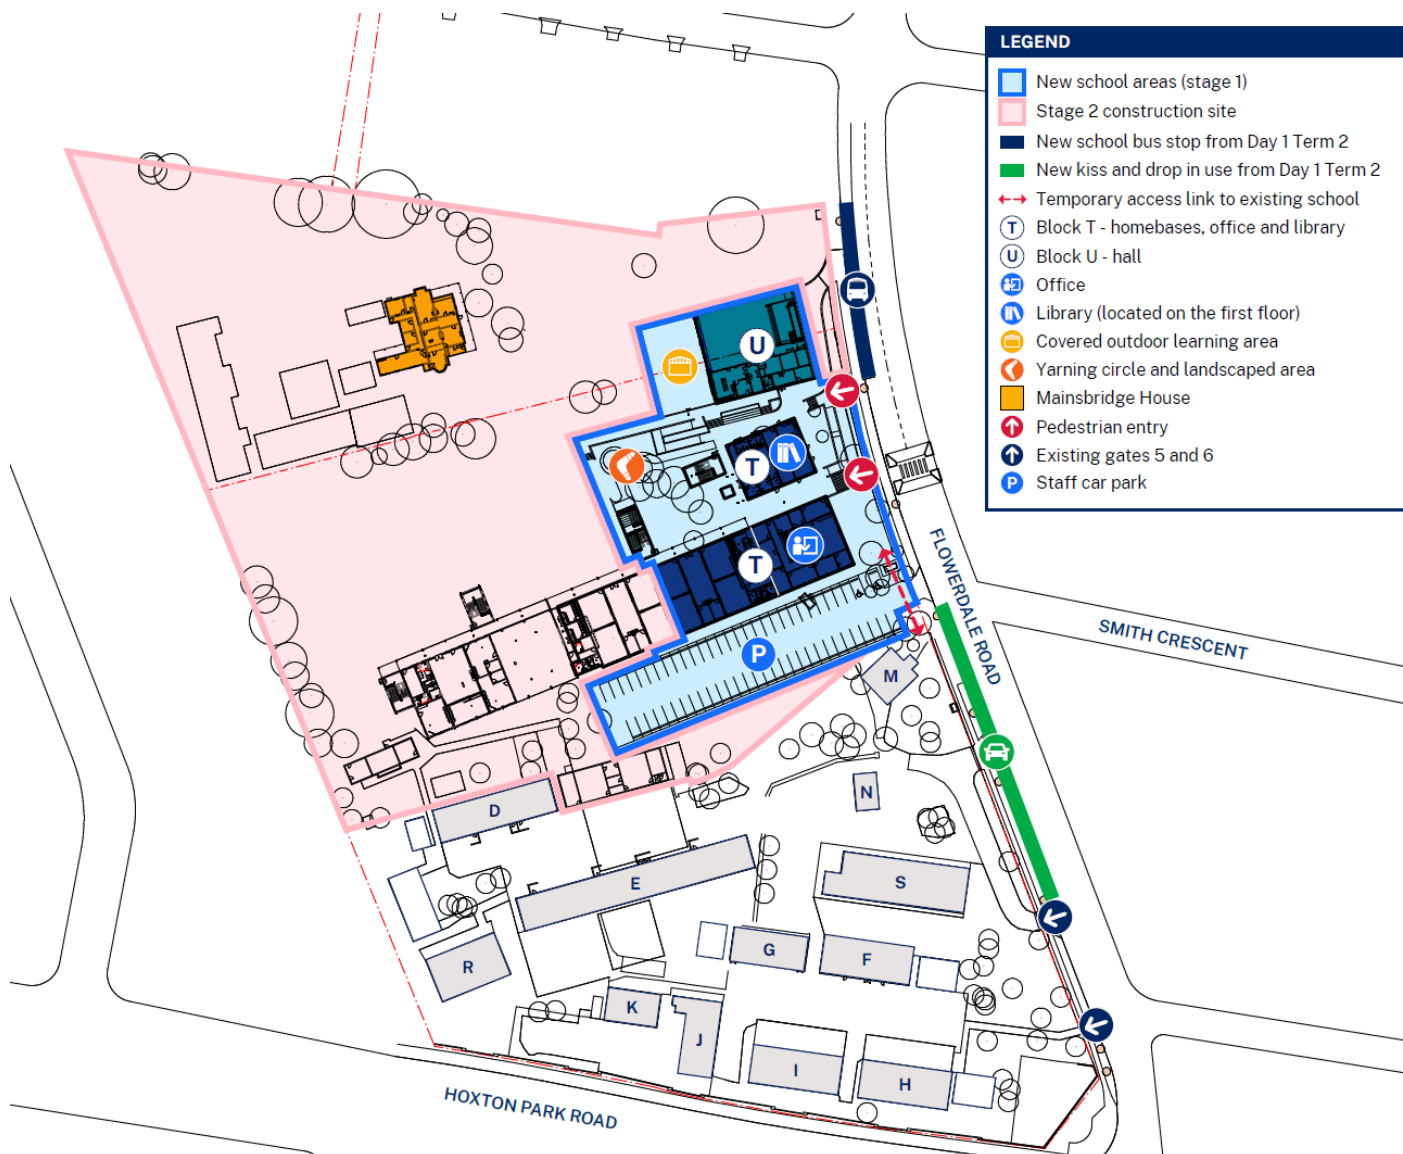 LEGEND
New school areas (stage 1)
Stage 2 construction site
New school bus stop from Day 1 Term 2
New kiss and drop in use from Day 1 Term 2
Temporary access link to existing school
T Block T - homebases, office and library
U Block U - hall
Office
Library (located on the first floor)
Covered outdoor learning area
Yarning circle and landscaped area
Mainsbridge House
Pedestrian entry
Existing gates 5 and 6
P Staff car park
U
T
T
P
FLOWERDALE ROAD
SMITH CRESCENT
M
N
D
E
S
G
F
R
K
J
I
H
HOXTON PARK ROAD